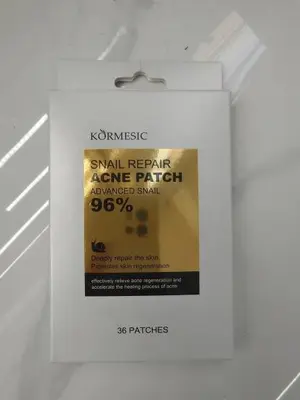 KORMESIC
SNAIL REPAIR
ACNE PATCH
ADVANCED SNAIL
96%
Deeply repair the skin
Promotes skin regeneration
effectively relieve acne regeneration and
accelerate the healing process of acne
36 PATCHES